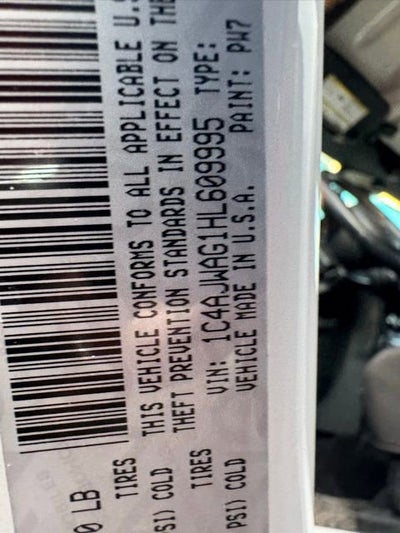 THIS VEHICLE CONFORMS TO ALL APPLICABLE U.S
THEFT PREVENTION STANDARDS IN EFFECT ON THE
VIN: 1C4AJWAG1HL609995 TYPE:
VEHICLE MADE IN U.S.A. PAINT: PW7
0 LB
TIRES
SI) COLD
TIRES
PSI) COLD